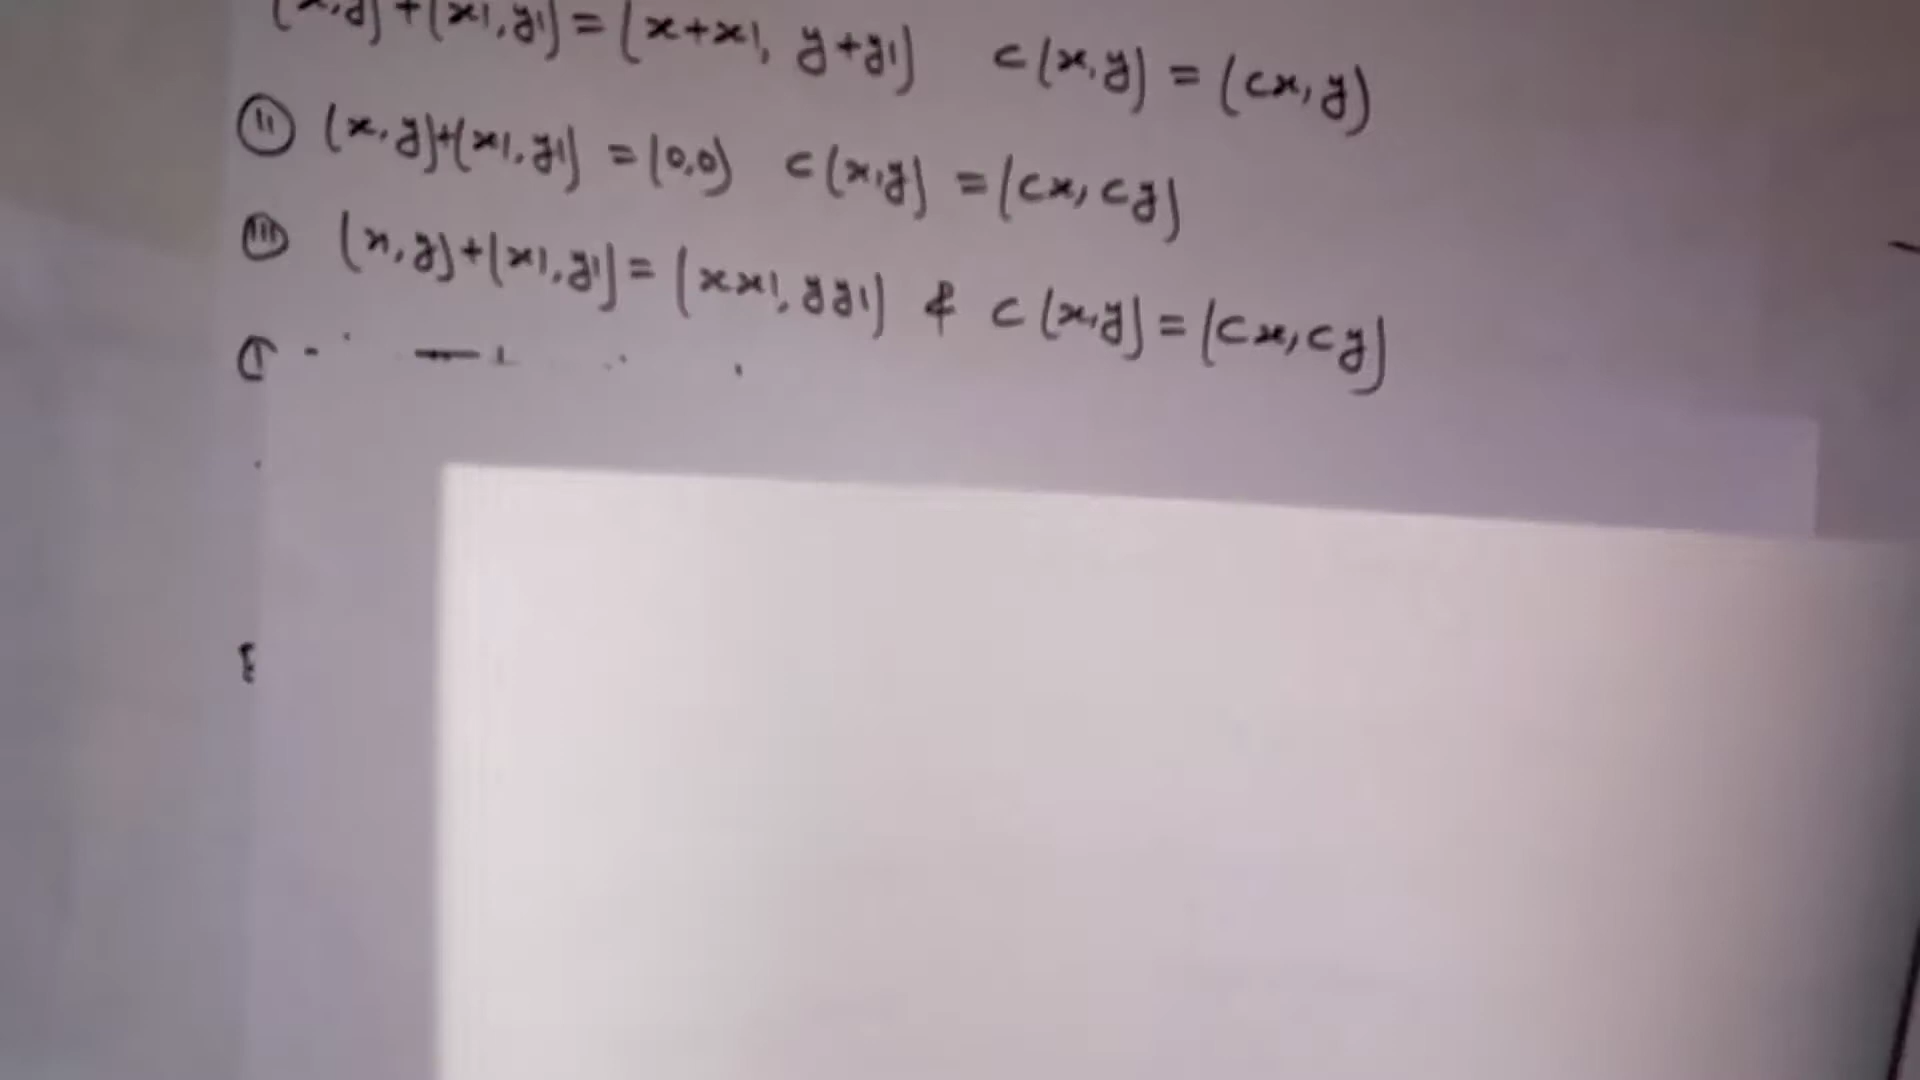 (x,y)+(x1,y1)=(x+x1, y+y1) c(x,y)=(cx,y)
(ii) (x,y)+(x1,y1)=(0,0) c(x,y)=(cx,cy)
(iii) (x,y)+(x1,y1)=(xx1,yy1) & c(x,y)=(cx,cy)